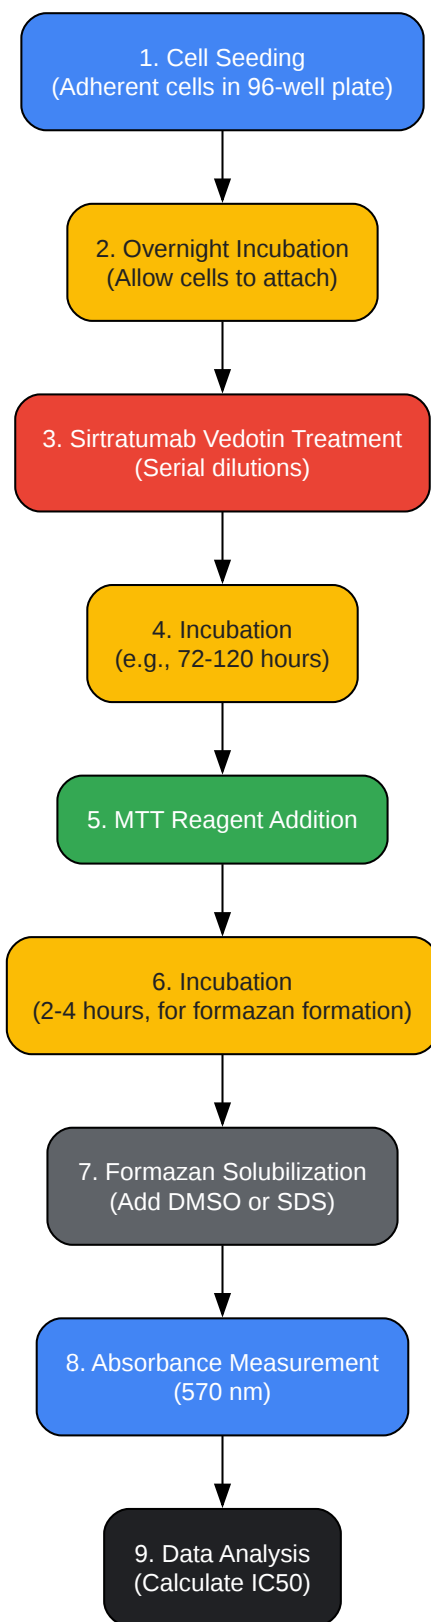 1. Cell Seeding
(Adherent cells in 96-well plate)
2. Overnight Incubation
(Allow cells to attach)
3. Sirtratumab Vedotin Treatment
(Serial dilutions)
4. Incubation
(e.g., 72-120 hours)
5. MTT Reagent Addition
6. Incubation
(2-4 hours, for formazan formation)
7. Formazan Solubilization
(Add DMSO or SDS)
8. Absorbance Measurement
(570 nm)
9. Data Analysis
(Calculate IC50)